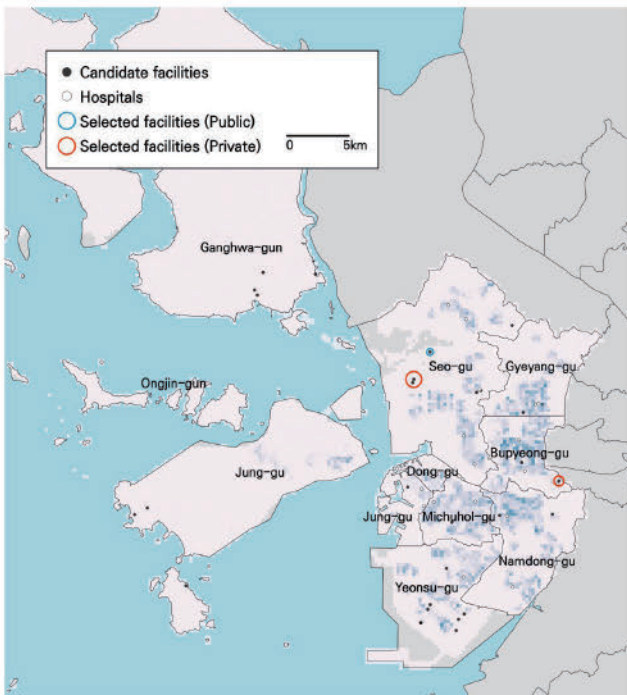 Candidate facilities
Hospitals
Selected facilities (Public)
Selected facilities (Private)
0 5km
Ganghwa-gun
Seo-gu
Gyeyang-gu
Ongjin-gun
Bupyeong-gu
Jung-gu
Dong-gu
Jung-gu
Michuhol-gu
Namdong-gu
Yeonsu-gu